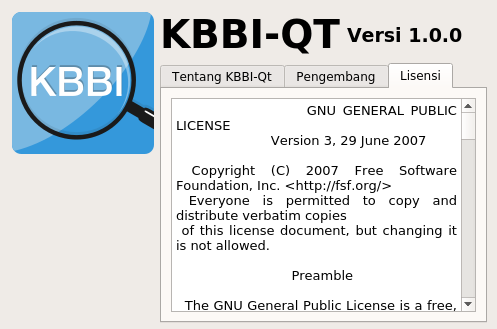 KBBI
KBBI-QT Versi 1.0.0
Tentang KBBI-Qt Pengembang Lisensi
GNU GENERAL PUBLIC
LICENSE
Version 3, 29 June 2007
Copyright (C) 2007 Free Software
Foundation, Inc. <http://fsf.org/>
Everyone is permitted to copy and
distribute verbatim copies
of this license document, but changing it
is not allowed.
Preamble
The GNU General Public License is a free,